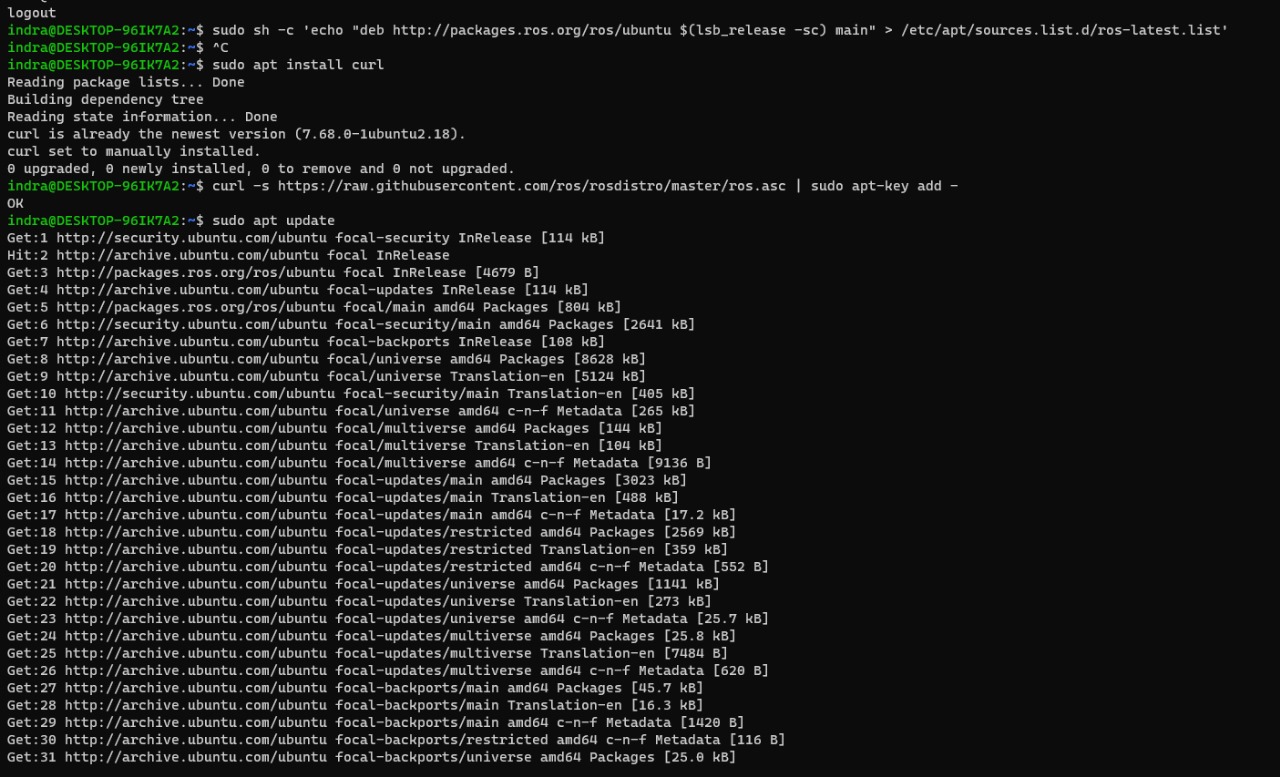 logout
indra@DESKTOP-96IK7A2:~$ sudo sh -c 'echo "deb http://packages.ros.org/ros/ubuntu $(lsb_release -sc) main" > /etc/apt/sources.list.d/ros-latest.list'
indra@DESKTOP-96IK7A2:~$ ^C
indra@DESKTOP-96IK7A2:~$ sudo apt install curl
Reading package lists... Done
Building dependency tree
Reading state information... Done
curl is already the newest version (7.68.0-1ubuntu2.18).
curl set to manually installed.
0 upgraded, 0 newly installed, 0 to remove and 0 not upgraded.
indra@DESKTOP-96IK7A2:~$ curl -s https://raw.githubusercontent.com/ros/rosdistro/master/ros.asc | sudo apt-key add -
OK
indra@DESKTOP-96IK7A2:~$ sudo apt update
Get:1 http://security.ubuntu.com/ubuntu focal-security InRelease [114 kB]
Hit:2 http://archive.ubuntu.com/ubuntu focal InRelease
Get:3 http://packages.ros.org/ros/ubuntu focal InRelease [4679 B]
Get:4 http://archive.ubuntu.com/ubuntu focal-updates InRelease [114 kB]
Get:5 http://packages.ros.org/ros/ubuntu focal/main amd64 Packages [804 kB]
Get:6 http://security.ubuntu.com/ubuntu focal-security/main amd64 Packages [2641 kB]
Get:7 http://archive.ubuntu.com/ubuntu focal-backports InRelease [108 kB]
Get:8 http://archive.ubuntu.com/ubuntu focal/universe amd64 Packages [8628 kB]
Get:9 http://archive.ubuntu.com/ubuntu focal/universe Translation-en [5124 kB]
Get:10 http://security.ubuntu.com/ubuntu focal-security/main Translation-en [405 kB]
Get:11 http://archive.ubuntu.com/ubuntu focal/universe amd64 c-n-f Metadata [265 kB]
Get:12 http://archive.ubuntu.com/ubuntu focal/multiverse amd64 Packages [144 kB]
Get:13 http://archive.ubuntu.com/ubuntu focal/multiverse Translation-en [104 kB]
Get:14 http://archive.ubuntu.com/ubuntu focal/multiverse amd64 c-n-f Metadata [9136 B]
Get:15 http://archive.ubuntu.com/ubuntu focal-updates/main amd64 Packages [3023 kB]
Get:16 http://archive.ubuntu.com/ubuntu focal-updates/main Translation-en [488 kB]
Get:17 http://archive.ubuntu.com/ubuntu focal-updates/main amd64 c-n-f Metadata [17.2 kB]
Get:18 http://archive.ubuntu.com/ubuntu focal-updates/restricted amd64 Packages [2569 kB]
Get:19 http://archive.ubuntu.com/ubuntu focal-updates/restricted Translation-en [359 kB]
Get:20 http://archive.ubuntu.com/ubuntu focal-updates/restricted amd64 c-n-f Metadata [552 B]
Get:21 http://archive.ubuntu.com/ubuntu focal-updates/universe amd64 Packages [1141 kB]
Get:22 http://archive.ubuntu.com/ubuntu focal-updates/universe Translation-en [273 kB]
Get:23 http://archive.ubuntu.com/ubuntu focal-updates/universe amd64 c-n-f Metadata [25.7 kB]
Get:24 http://archive.ubuntu.com/ubuntu focal-updates/multiverse amd64 Packages [25.8 kB]
Get:25 http://archive.ubuntu.com/ubuntu focal-updates/multiverse Translation-en [7484 B]
Get:26 http://archive.ubuntu.com/ubuntu focal-updates/multiverse amd64 c-n-f Metadata [620 B]
Get:27 http://archive.ubuntu.com/ubuntu focal-backports/main amd64 Packages [45.7 kB]
Get:28 http://archive.ubuntu.com/ubuntu focal-backports/main Translation-en [16.3 kB]
Get:29 http://archive.ubuntu.com/ubuntu focal-backports/main amd64 c-n-f Metadata [1420 B]
Get:30 http://archive.ubuntu.com/ubuntu focal-backports/restricted amd64 c-n-f Metadata [116 B]
Get:31 http://archive.ubuntu.com/ubuntu focal-backports/universe amd64 Packages [25.0 kB]